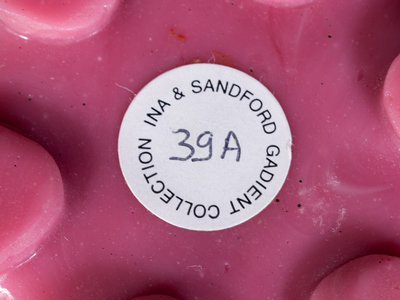 INA & SANDFORD GADIENT COLLECTION
39A